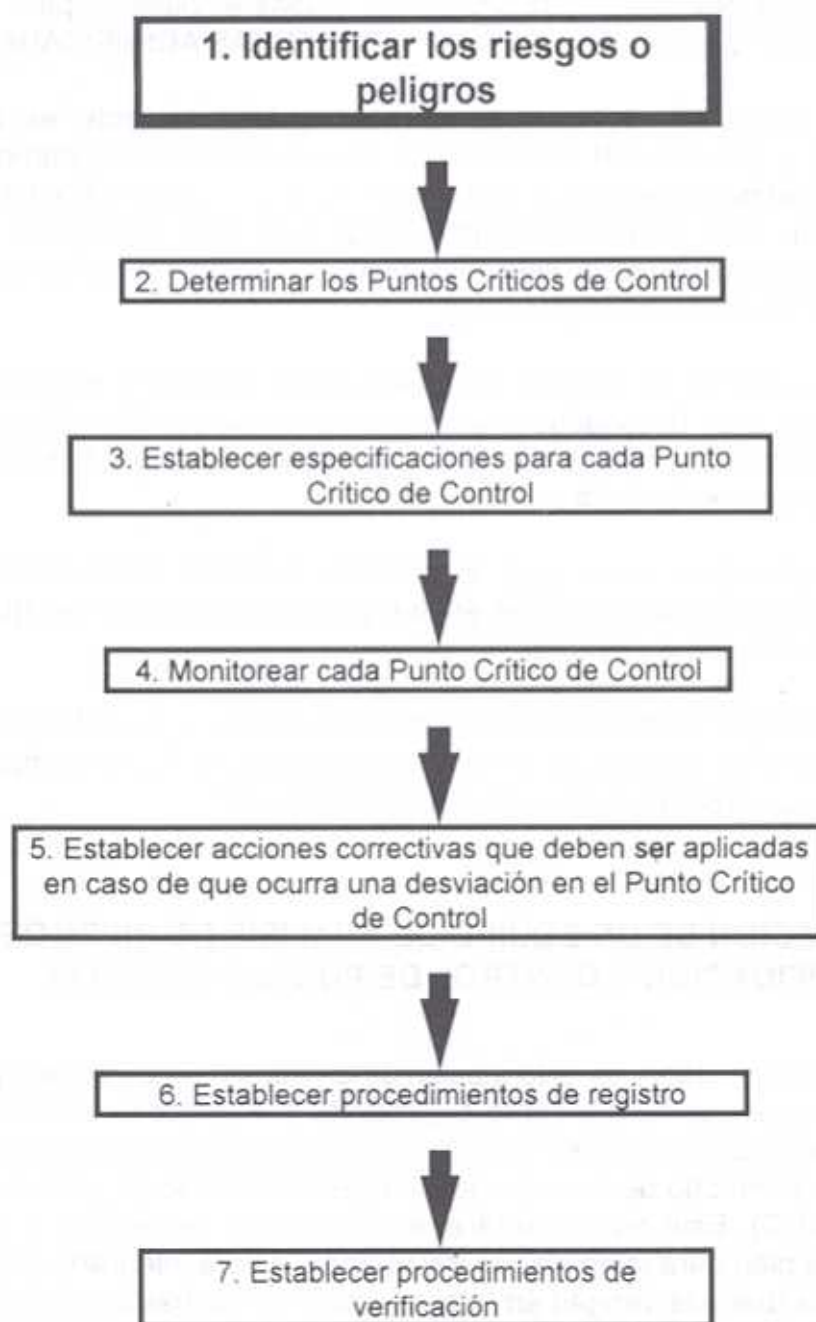 1. Identificar los riesgos o
peligros
2. Determinar los Puntos Críticos de Control
3. Establecer especificaciones para cada Punto
Crítico de Control
4. Monitorear cada Punto Crítico de Control
5. Establecer acciones correctivas que deben ser aplicadas
en caso de que ocurra una desviación en el Punto Crítico
de Control
6. Establecer procedimientos de registro
7. Establecer procedimientos de
verificación